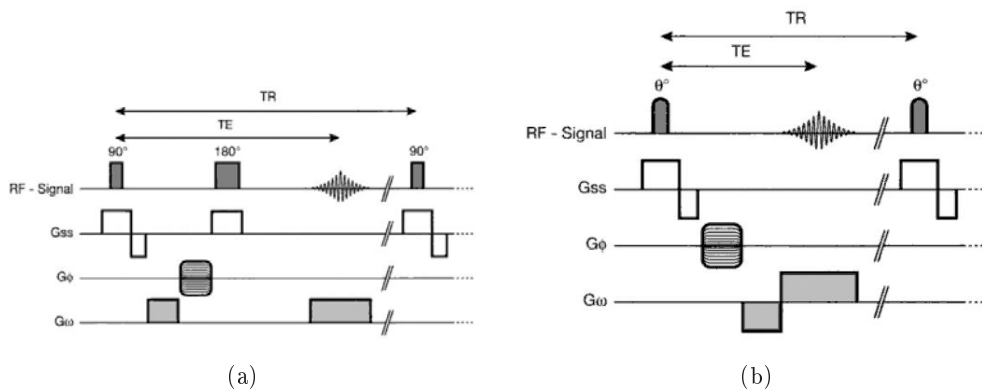 TR
TE
90° 180° 90°
RF - Signal
Gss
Gϕ
Gω
(a)
TR
TE
θ° θ°
RF - Signal
Gss
Gϕ
Gω
(b)